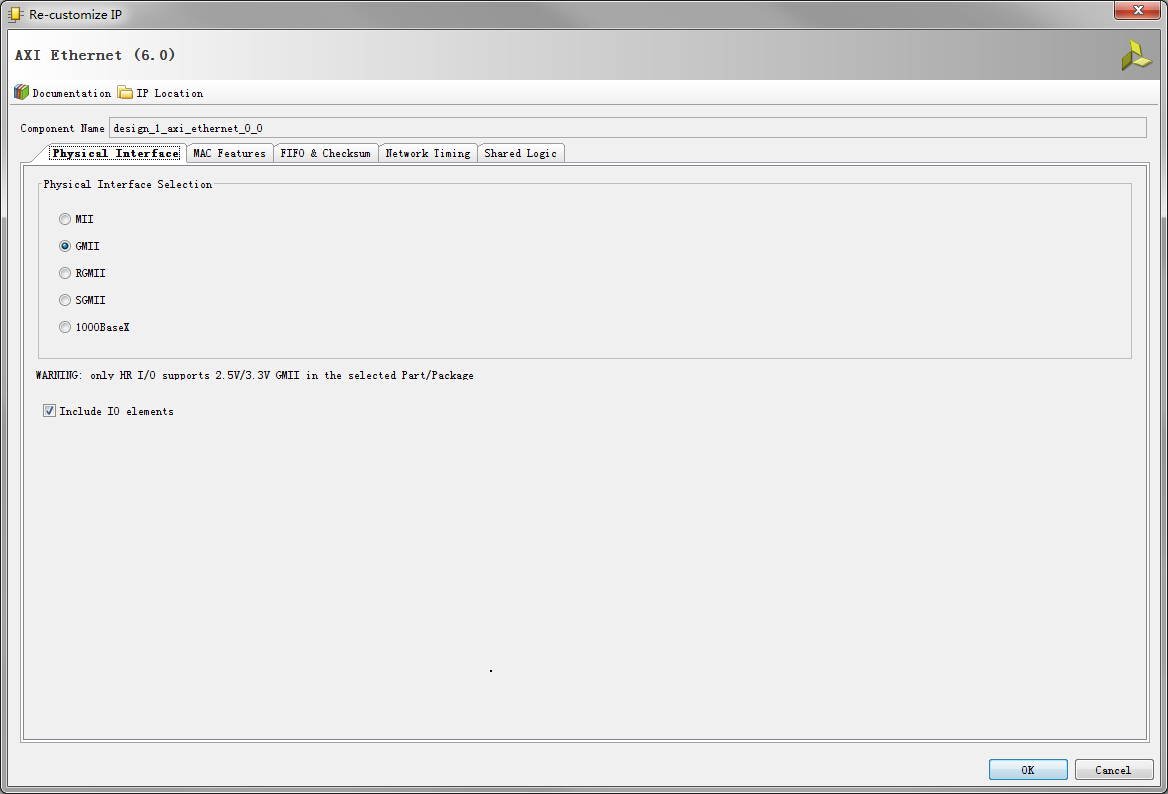 Re-customize IP
AXI Ethernet (6.0)
Documentation IP Location
Component Name design_1_axi_ethernet_0_0
Physical Interface MAC Features FIFO & Checksum Network Timing Shared Logic
Physical Interface Selection
MII
GMII
RGMII
SGMII
1000BaseX
WARNING: only HR I/O supports 2.5V/3.3V GMII in the selected Part/Package
Include IO elements
OK Cancel